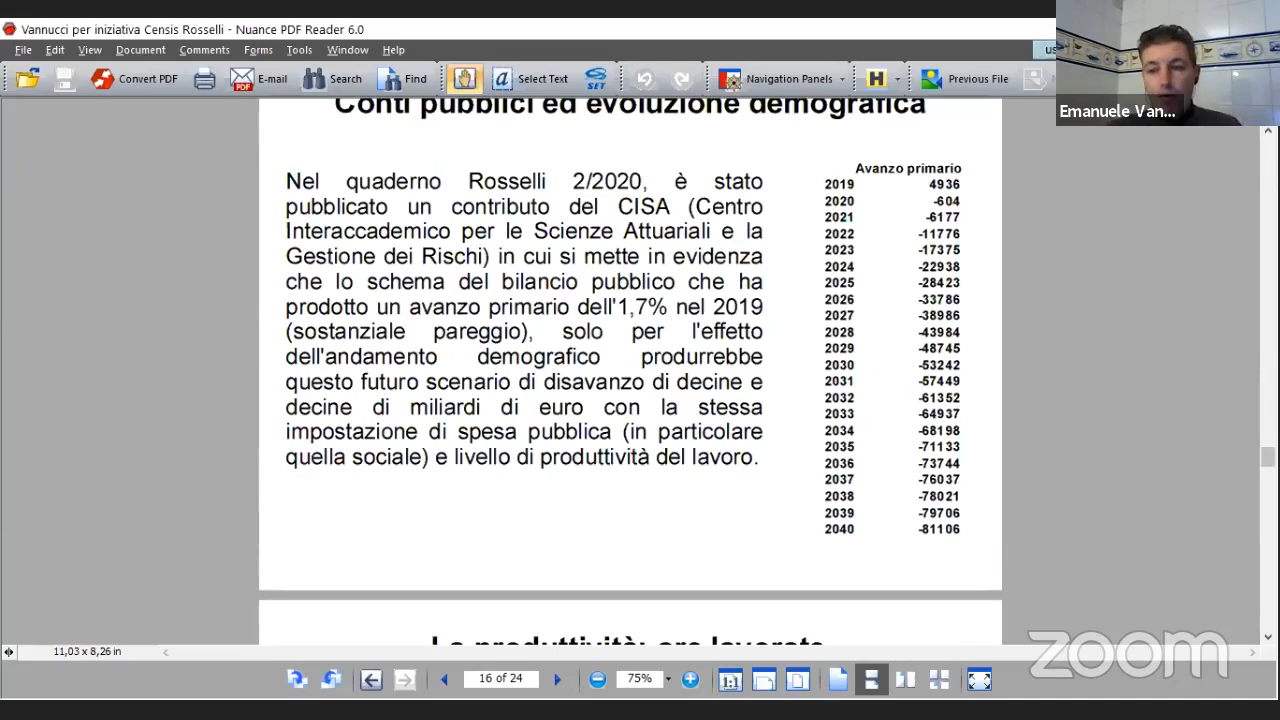 Vannucci per iniziativa Censis Rosselli - Nuance PDF Reader 6.0
File Edit View Document Comments Forms Tools Window Help
Convert PDF E-mail Search Find Select Text SET Navigation Panels H Previous File
PDF
Emanuele Van...
Conti pubblici ed evoluzione demografica
Nel quaderno Rosselli 2/2020, è stato
pubblicato un contributo del CISA (Centro
Interaccademico per le Scienze Attuariali e la
Gestione dei Rischi) in cui si mette in evidenza
che lo schema del bilancio pubblico che ha
prodotto un avanzo primario dell'1,7% nel 2019
(sostanziale pareggio), solo per l'effetto
dell'andamento demografico produrrebbe
questo futuro scenario di disavanzo di decine e
decine di miliardi di euro con la stessa
impostazione di spesa pubblica (in particolare
quella sociale) e livello di produttività del lavoro.
Avanzo primario
2019 4936
2020 -604
2021 -6177
2022 -11776
2023 -17375
2024 -22938
2025 -28423
2026 -33786
2027 -38986
2028 -43984
2029 -48745
2030 -53242
2031 -57449
2032 -61352
2033 -64937
2034 -68198
2035 -71133
2036 -73744
2037 -76037
2038 -78021
2039 -79706
2040 -81106
La produttività: ore lavorate
11,03 x 8,26 in
zoom
16 of 24 75% 1:1